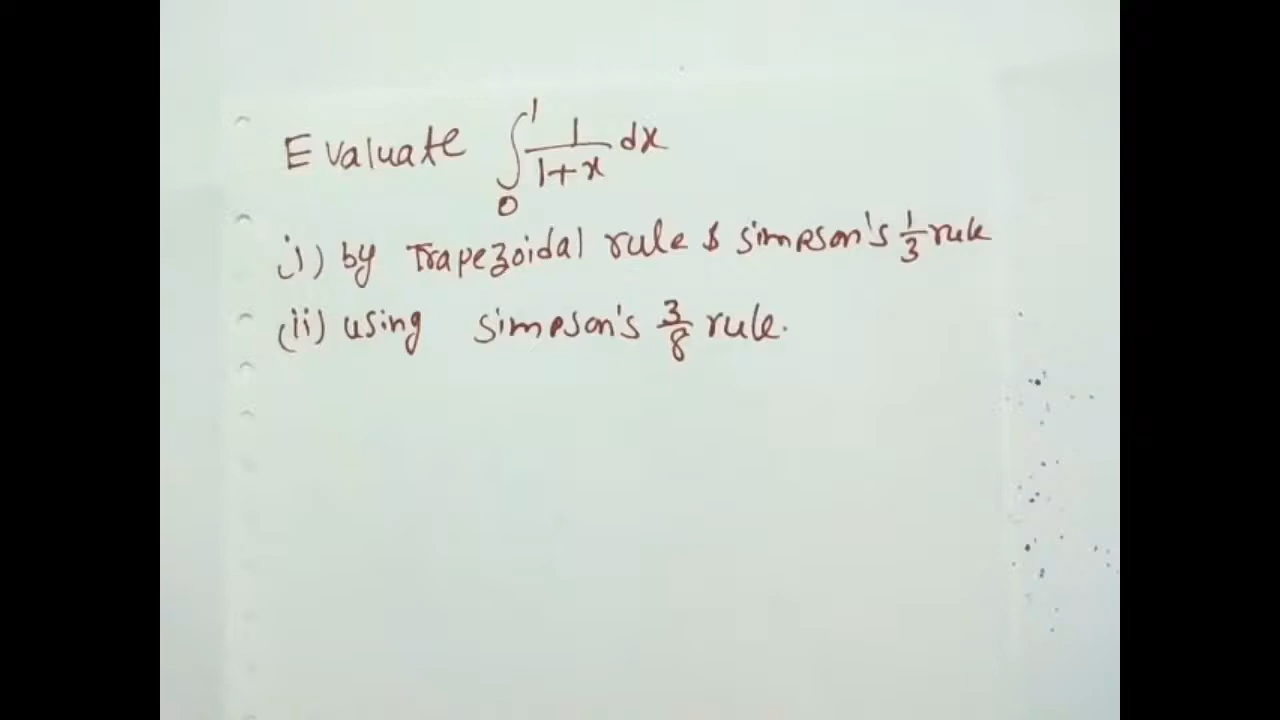 Evaluate ∫₀¹ 1/(1+x) dx
(i) by Trapezoidal rule & simpson's 1/3 rule
(ii) using simpson's 3/8 rule.